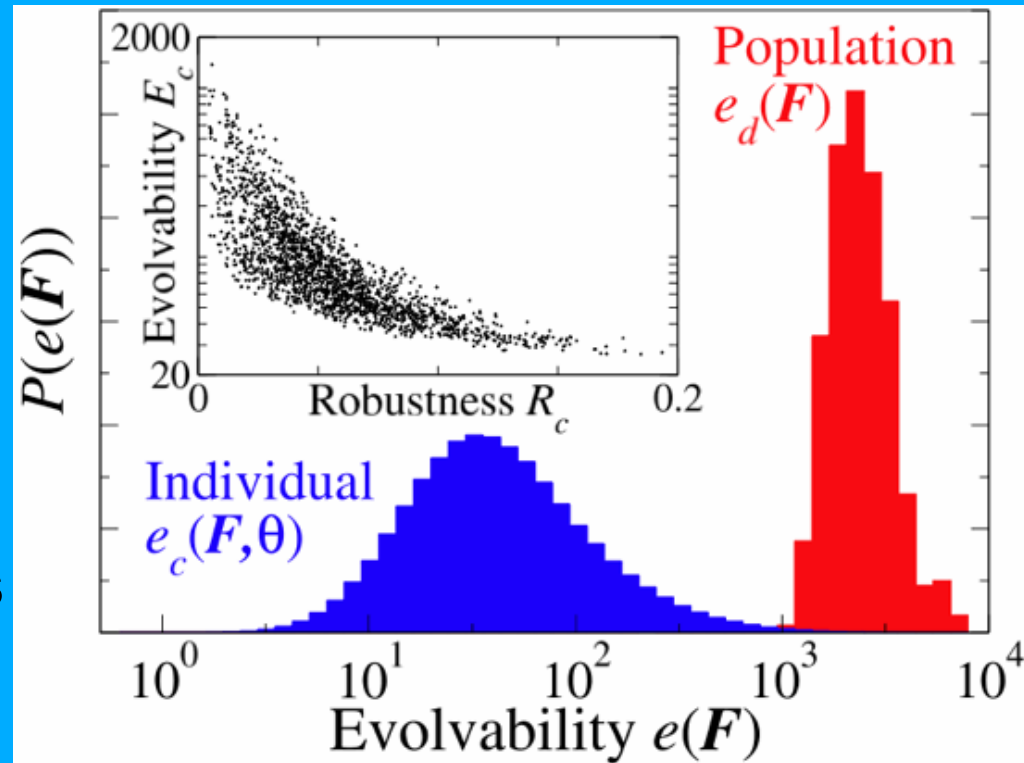 2000
Evolvability E_c
20
0
Robustness R_c
0.2
Population
e_d(F)
P(e(F))
Individual
e_c(F,θ)
10^0
10^1
10^2
10^3
10^4
Evolvability e(F)